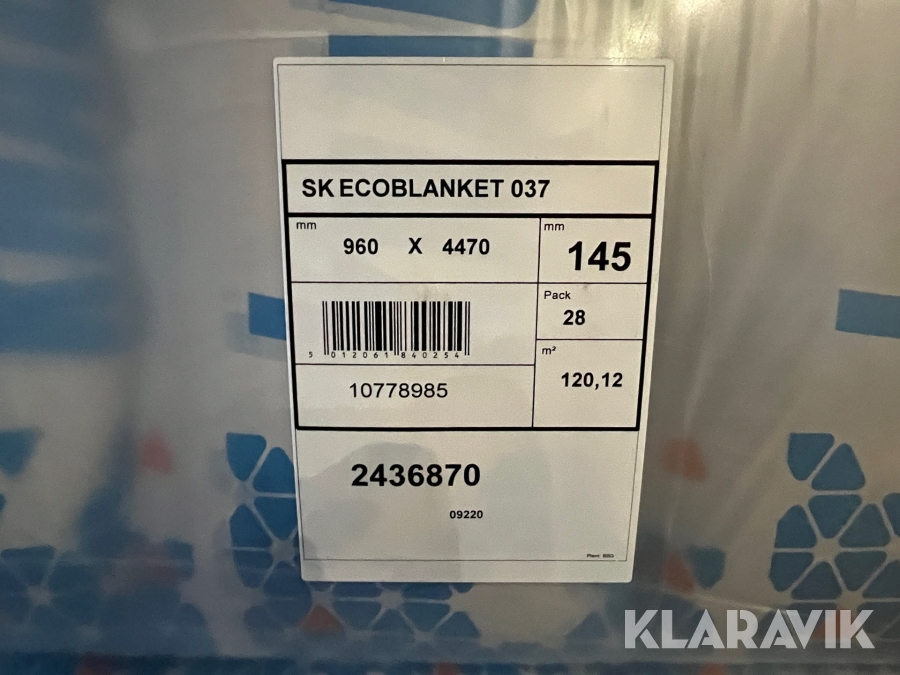 SK ECOBLANKET 037
mm
960 X 4470
mm
145
Pack
28
5 012061 840254
m²
120,12
10778985
2436870
09220
KLARAVIK